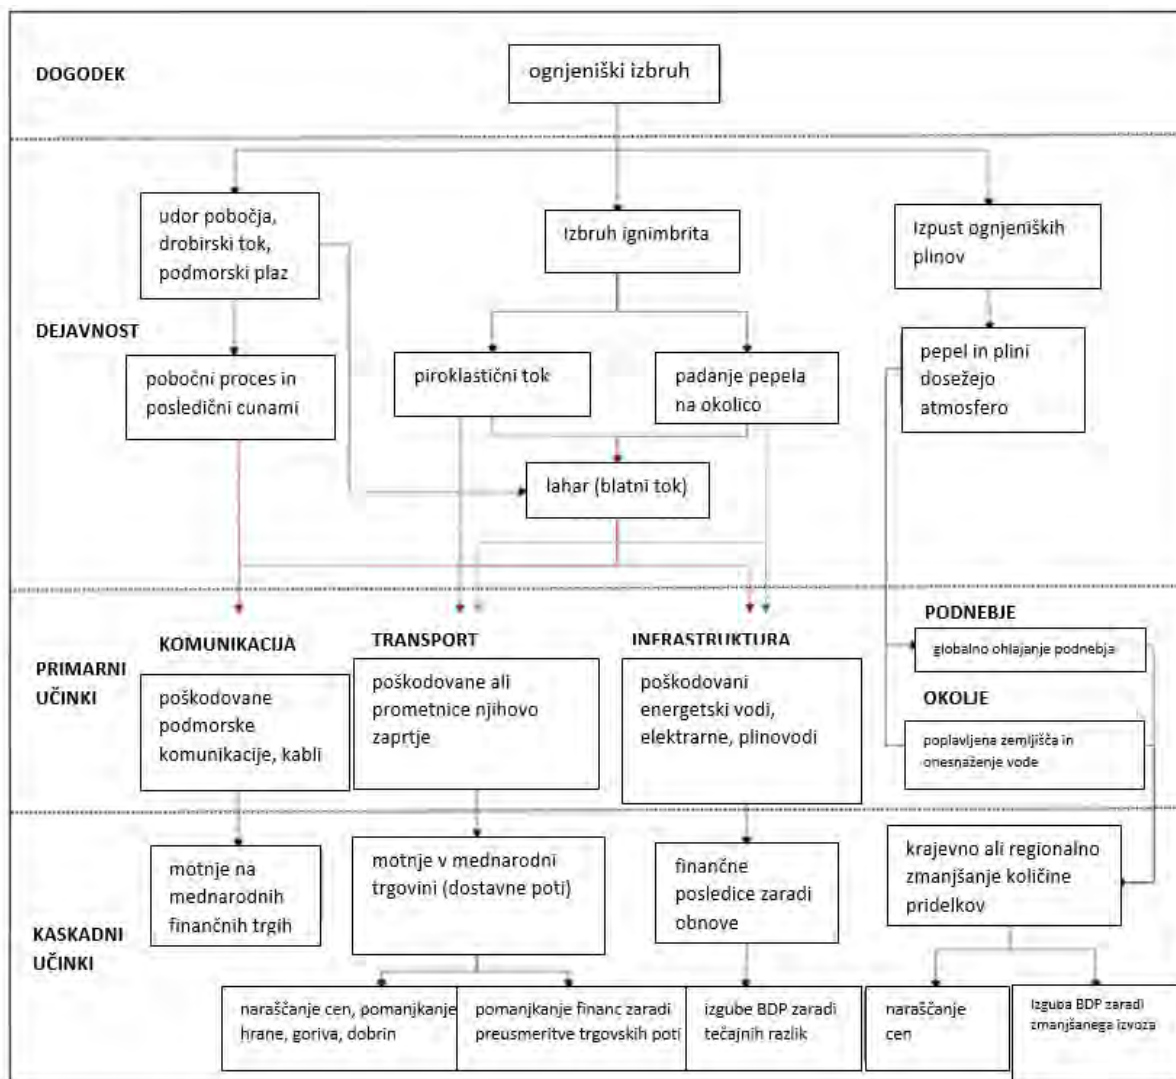 DOGODEK
ognjeniški izbruh
DEJAVNOST
udor pobočja,
drobirski tok,
podmorski plaz
Izbruh ignimbrita
Izpust ognjeniških
plinov
pobočni proces in
posledični cunami
piroklastični tok
padanje pepela
na okolico
pepel in plini
dosežejo
atmosfero
lahar (blatni tok)
PRIMARNI
UČINKI
KOMUNIKACIJA
poškodovane
podmorske
komunikacije, kabli
TRANSPORT
poškodovane ali
prometnice njihovo
zaprtje
INFRASTRUKTURA
poškodovani
energetski vodi,
elektrarne, plinovodi
PODNEBJE
globalno ohlajanje podnebja
OKOLJE
poplavljena zemljišča in
onesnaženje vode
KASKADNI
UČINKI
motnje na
mednarodnih
finančnih trgih
motnje v mednarodni
trgovini (dostavne poti)
finančne
posledice zaradi
obnove
krajevno ali regionalno
zmanjšanje količine
pridelkov
naraščanje cen, pomanjkanje
hrane, goriva, dobrin
pomanjkanje financ zaradi
preusmeritve trgovskih poti
izgube BDP zaradi
tečajnih razlik
naraščanje
cen
Izguba BDP zaradi
zmanjšanega izvoza